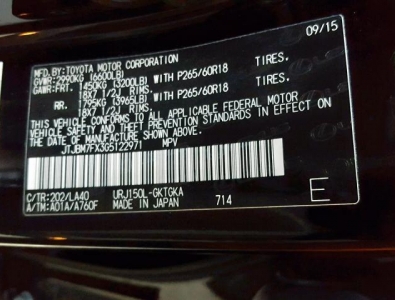 09/15
MFD.BY:TOYOTA MOTOR CORPORATION
GVWR:2990KG (6600LB)
GAWR:FRT. 1450KG (3200LB) WITH P265/60R18 TIRES.
18X7 1/2J RIMS.
RR. 1795KG (3965LB) WITH P265/60R18 TIRES.
18X7 1/2J RIMS.
THIS VEHICLE CONFORMS TO ALL APPLICABLE FEDERAL MOTOR
VEHICLE SAFETY AND THEFT PREVENTION STANDARDS IN EFFECT ON
THE DATE OF MANUFACTURE SHOWN ABOVE.
JTJBM7FX3G5122971 MPV
C/TR:202/LA40 URJ150L-GKTGKA
A/TM:A01A/A760F MADE IN JAPAN 714
E